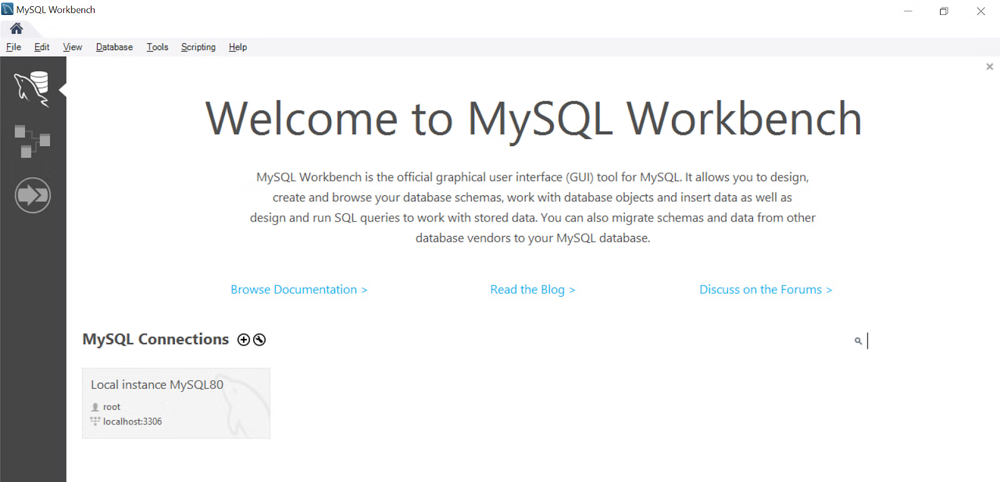 MySQL Workbench
File Edit View Database Tools Scripting Help
Welcome to MySQL Workbench
MySQL Workbench is the official graphical user interface (GUI) tool for MySQL. It allows you to design,
create and browse your database schemas, work with database objects and insert data as well as
design and run SQL queries to work with stored data. You can also migrate schemas and data from other
database vendors to your MySQL database.
Browse Documentation > Read the Blog > Discuss on the Forums >
MySQL Connections
Local instance MySQL80
root
localhost:3306